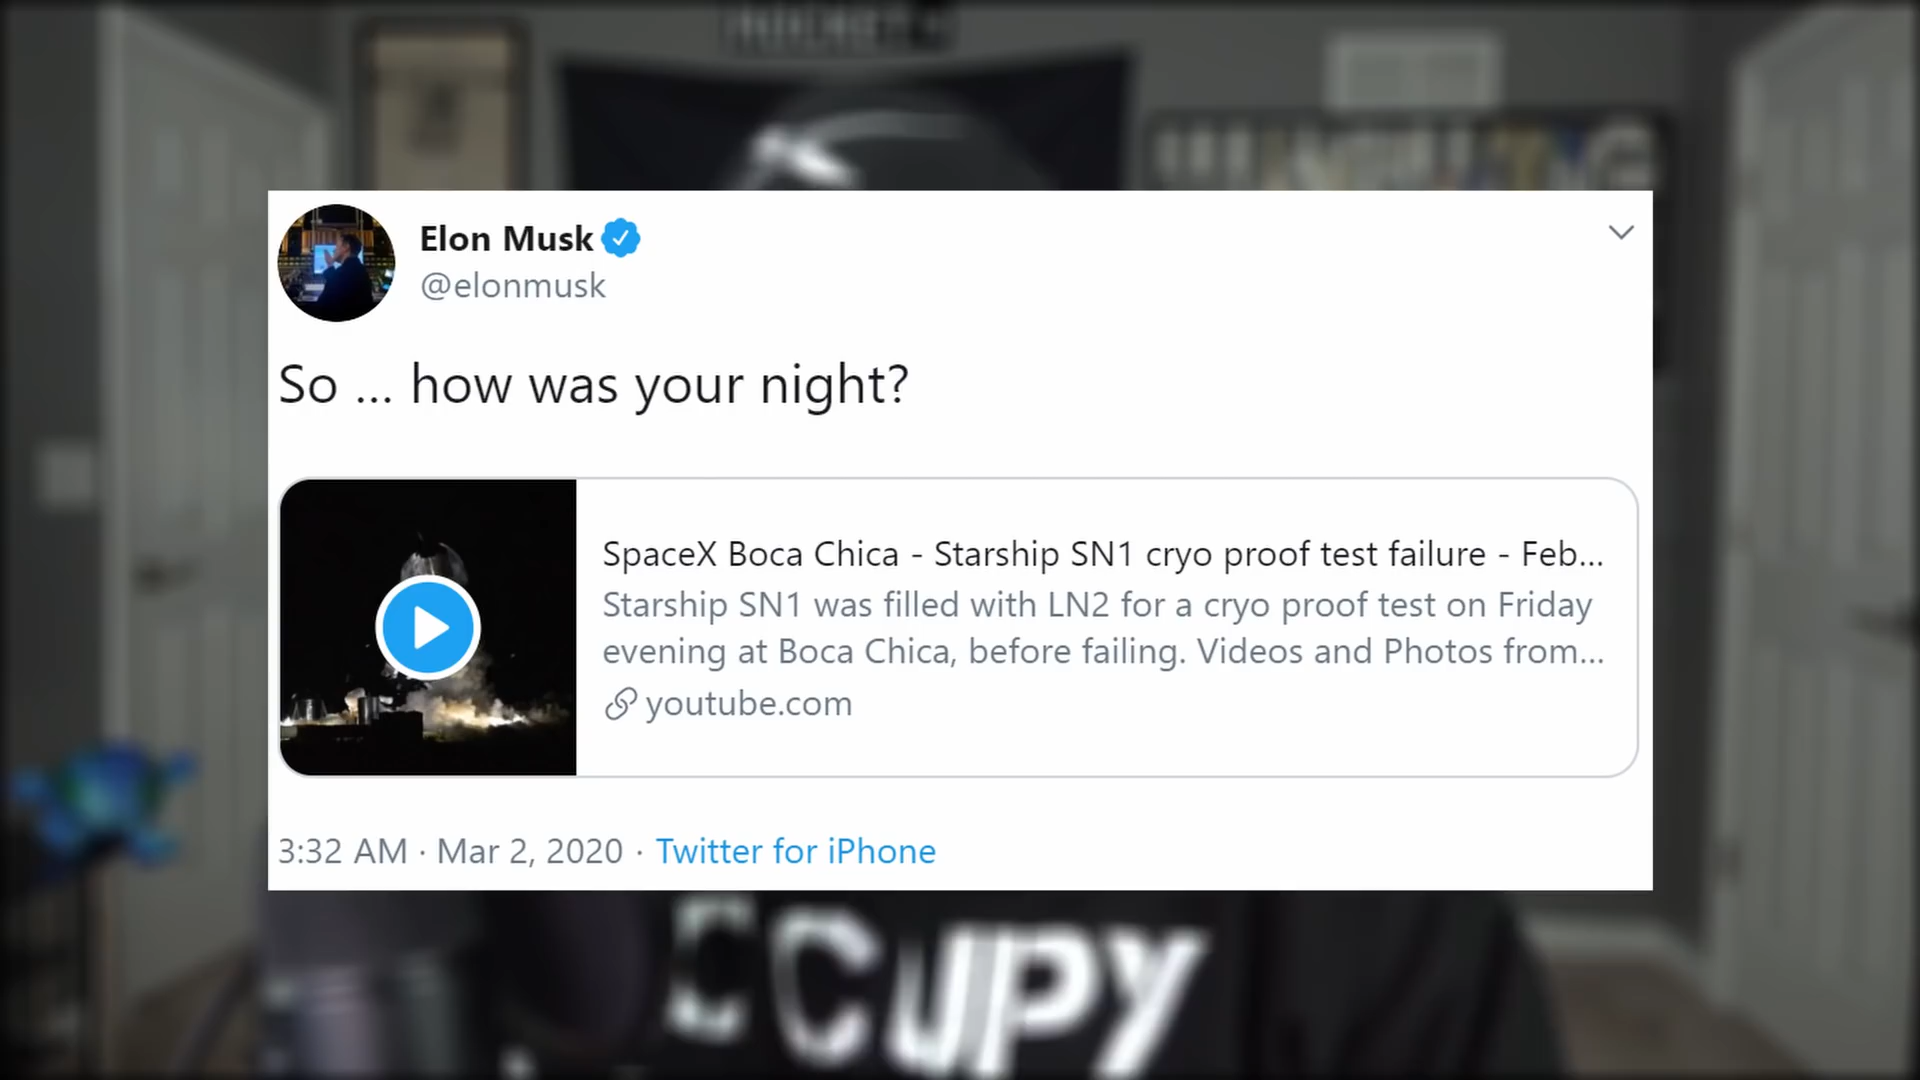 Elon Musk
@elonmusk
So ... how was your night?
SpaceX Boca Chica - Starship SN1 cryo proof test failure - Feb...
Starship SN1 was filled with LN2 for a cryo proof test on Friday
evening at Boca Chica, before failing. Videos and Photos from...
youtube.com
3:32 AM · Mar 2, 2020 · Twitter for iPhone
CCUPY